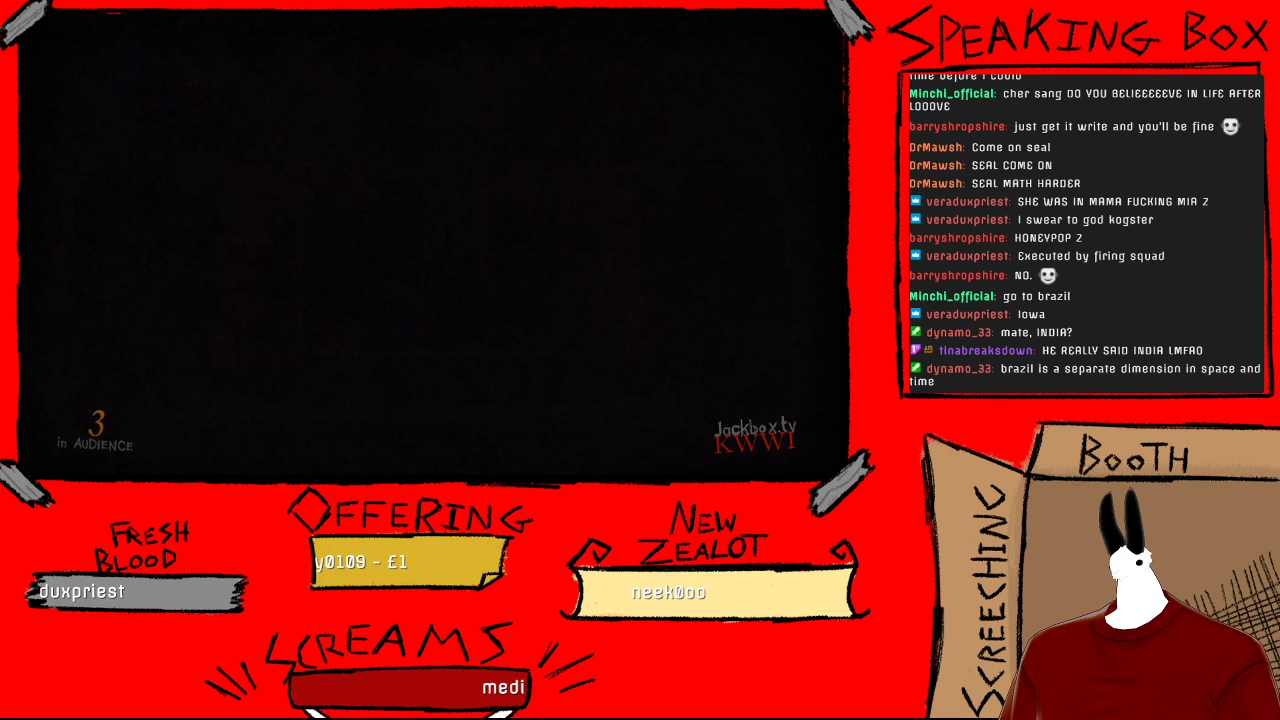 SPEAKING BOX
time before I could
Minchi_official: cher sang DO YOU BELIEEEEEVE IN LIFE AFTER
LOOOVE
barryshropshire: just get it write and you'll be fine
DrMawsh: Come on seal
DrMawsh: SEAL COME ON
DrMawsh: SEAL MATH HARDER
veraduxpriest: SHE WAS IN MAMA FUCKING MIA 2
veraduxpriest: I swear to god kogster
barryshropshire: HONEYPOP 2
veraduxpriest: Executed by firing squad
barryshropshire: NO.
Minchi_official: go to brazil
veraduxpriest: Iowa
dynamo_33: mate, INDIA?
tinabreaksdown: HE REALLY SAID INDIA LMFAO
dynamo_33: brazil is a separate dimension in space and
time
3
in AUDIENCE
Jackbox.tv
KWWI
BOOTH
SCREECHING
FRESH
BLOOD
duxpriest
OFFERING
y0109 - £1
NEW
ZEALOT
neek0oo
SCREAMS
medi